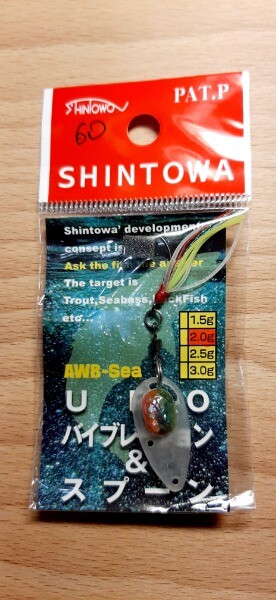 SHINTOWA PAT.P
60
SHINTOWA
Shintowa' development
concept is
Ask the
The target is
Trout,Seabass,
etc...
1.5g
2.0g
2.5g
3.0g
AWB-Sea
U
バイブレーション
&
スプーン